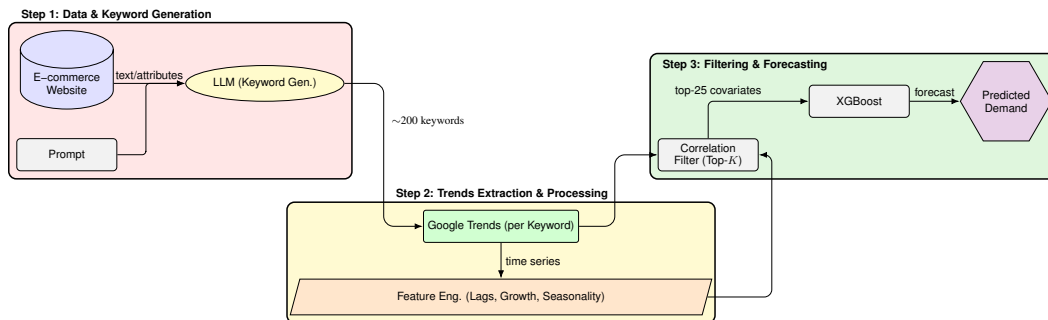 Step 1: Data & Keyword Generation
E-commerce
Website
text/attributes
LLM (Keyword Gen.)
Prompt
~200 keywords
Step 2: Trends Extraction & Processing
Google Trends (per Keyword)
time series
Feature Eng. (Lags, Growth, Seasonality)
Step 3: Filtering & Forecasting
top-25 covariates
XGBoost
forecast
Predicted
Demand
Correlation
Filter (Top-K)